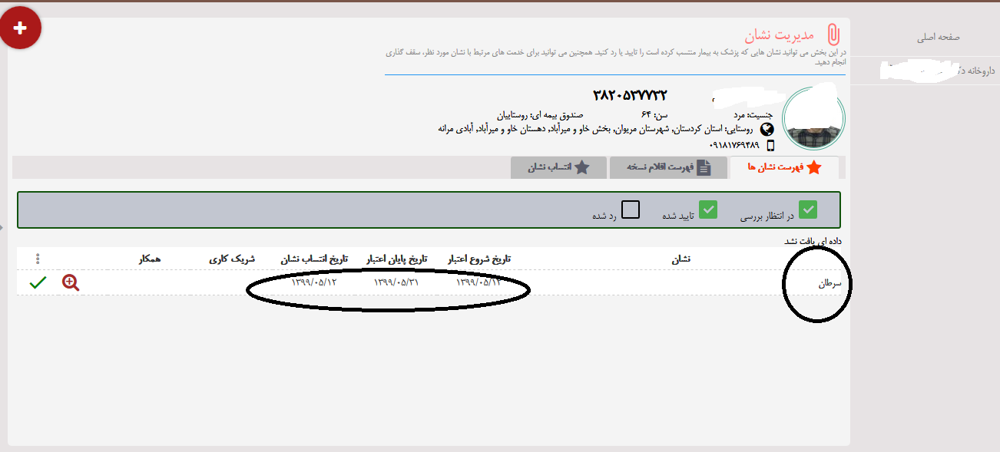 صفحه اصلی
داروخانه
مدیریت نشان
در این بخش می توانید نشان هایی که پزشک به بیمار منتسب کرده است را تایید یا رد کنید. همچنین می توانید برای خدمت های مرتبط با نشان مورد نظر، سقف گذاری
انجام دهید.
۳۸۲۰۵۳۷۷۳۲
جنسیت: مرد سن: ۶۴ صندوق بیمه ای: روستاییان
روستایی: استان کردستان, شهرستان مریوان, بخش خاو و میرآباد, دهستان خاو و میرآباد, آبادی مرانه
۰۹۱۸۱۷۶۹۴۸۹
فهرست نشان ها فهرست اقلام نسخه انتساب نشان
در انتظار بررسی تایید شده رد شده
داده ای یافت نشد
نشان تاریخ شروع اعتبار تاریخ پایان اعتبار تاریخ انتساب نشان شریک کاری همکار
سرطان ۱۳۹۹/۰۵/۱۲ ۱۳۹۹/۰۵/۳۱ ۱۳۹۹/۰۵/۱۲